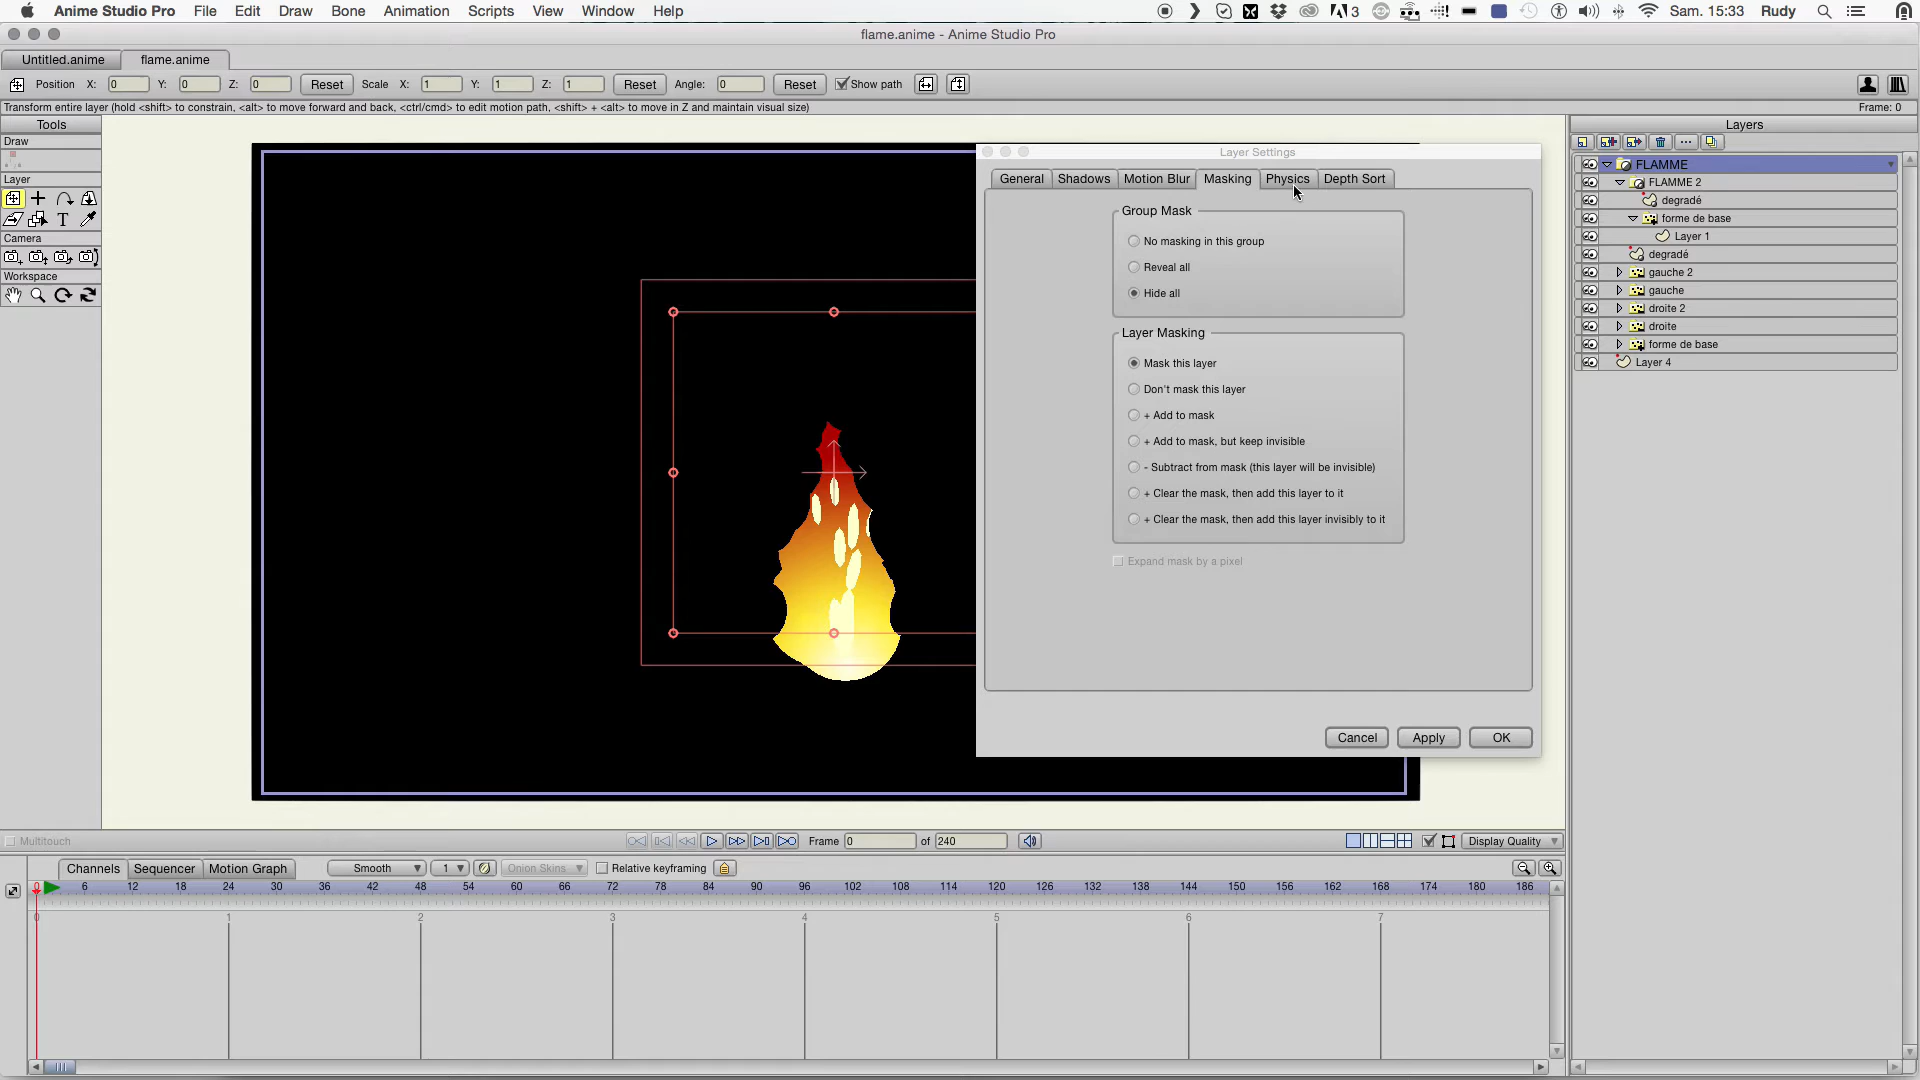 Anime Studio Pro File Edit Draw Bone Animation Scripts View Window Help 3 Sam. 15:33 Rudy
flame.anime - Anime Studio Pro
Untitled.anime flame.anime
Position X: 0 Y: 0 Z: 0 Reset Scale X: 1 Y: 1 Z: 1 Reset Angle: 0 Reset Show path
Transform entire layer (hold <shift> to constrain, <alt> to move forward and back, <ctrl/cmd> to edit motion path, <shift> + <alt> to move in Z and maintain visual size) Frame: 0
Tools
Draw
Layer
T
Camera
Workspace
Layer Settings
General Shadows Motion Blur Masking Physics Depth Sort
Group Mask
No masking in this group
Reveal all
Hide all
Layer Masking
Mask this layer
Don't mask this layer
+ Add to mask
+ Add to mask, but keep invisible
- Subtract from mask (this layer will be invisible)
+ Clear the mask, then add this layer to it
+ Clear the mask, then add this layer invisibly to it
Expand mask by a pixel
Cancel Apply OK
Layers
FLAMME
FLAMME 2
degradé
forme de base
Layer 1
degradé
gauche 2
gauche
droite 2
droite
forme de base
Layer 4
Multitouch Frame 0 of 240 Display Quality
Channels Sequencer Motion Graph Smooth 1 Onion Skins Relative keyframing
0 6 12 18 24 30 36 42 48 54 60 66 72 78 84 90 96 102 108 114 120 126 132 138 144 150 156 162 168 174 180 186
0 1 2 3 4 5 6 7